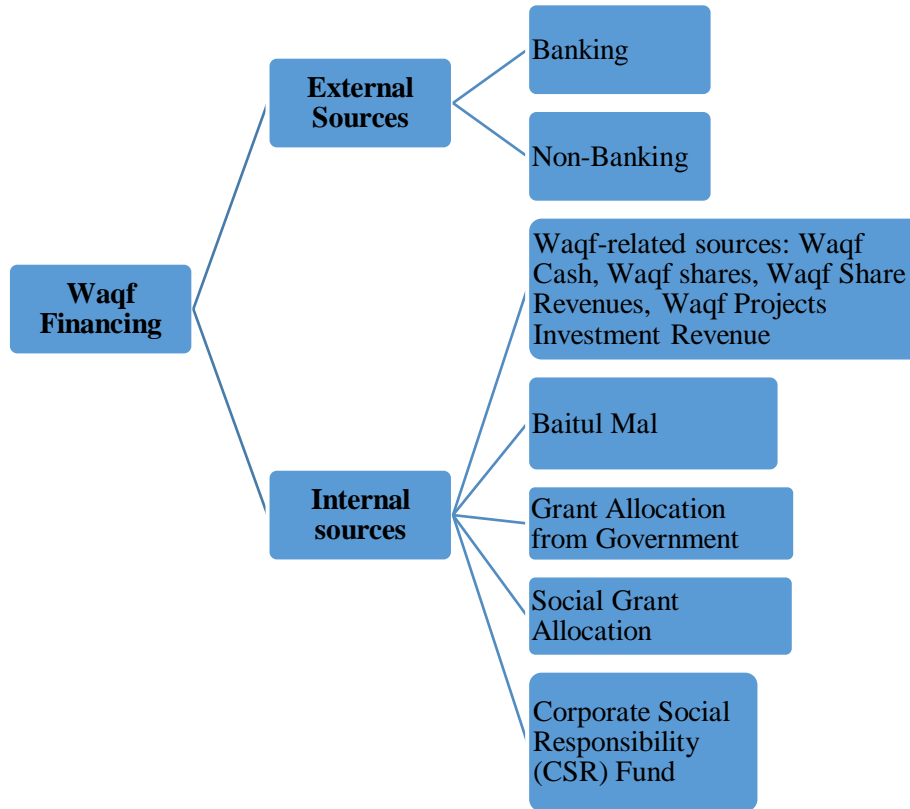 Waqf
Financing
External
Sources
Banking
Non-Banking
Internal
sources
Waqf-related sources: Waqf
Cash, Waqf shares, Waqf Share
Revenues, Waqf Projects
Investment Revenue
Baitul Mal
Grant Allocation
from Government
Social Grant
Allocation
Corporate Social
Responsibility
(CSR) Fund